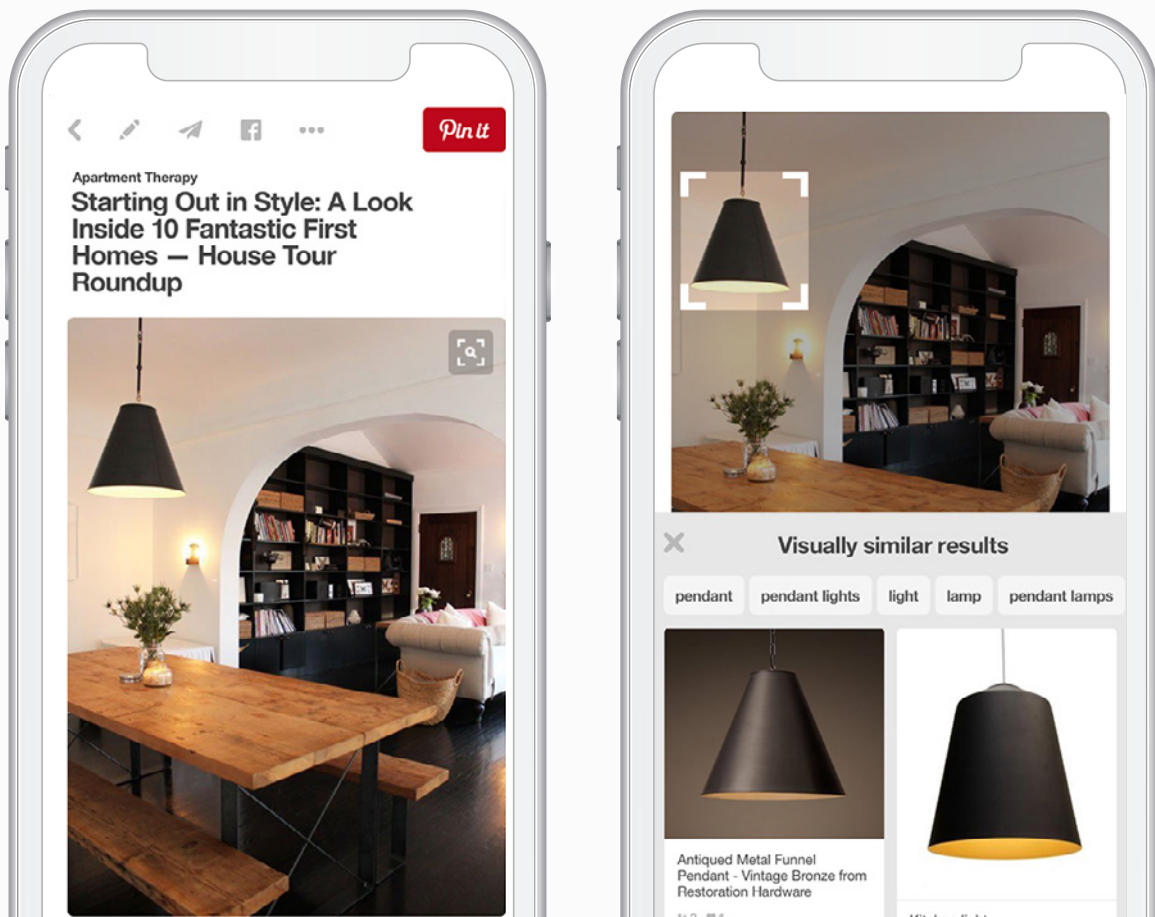 Pin it
Apartment Therapy
Starting Out in Style: A Look
Inside 10 Fantastic First
Homes — House Tour
Roundup
Visually similar results
pendant
pendant lights
light
lamp
pendant lamps
Antiqued Metal Funnel
Pendant - Vintage Bronze from
Restoration Hardware